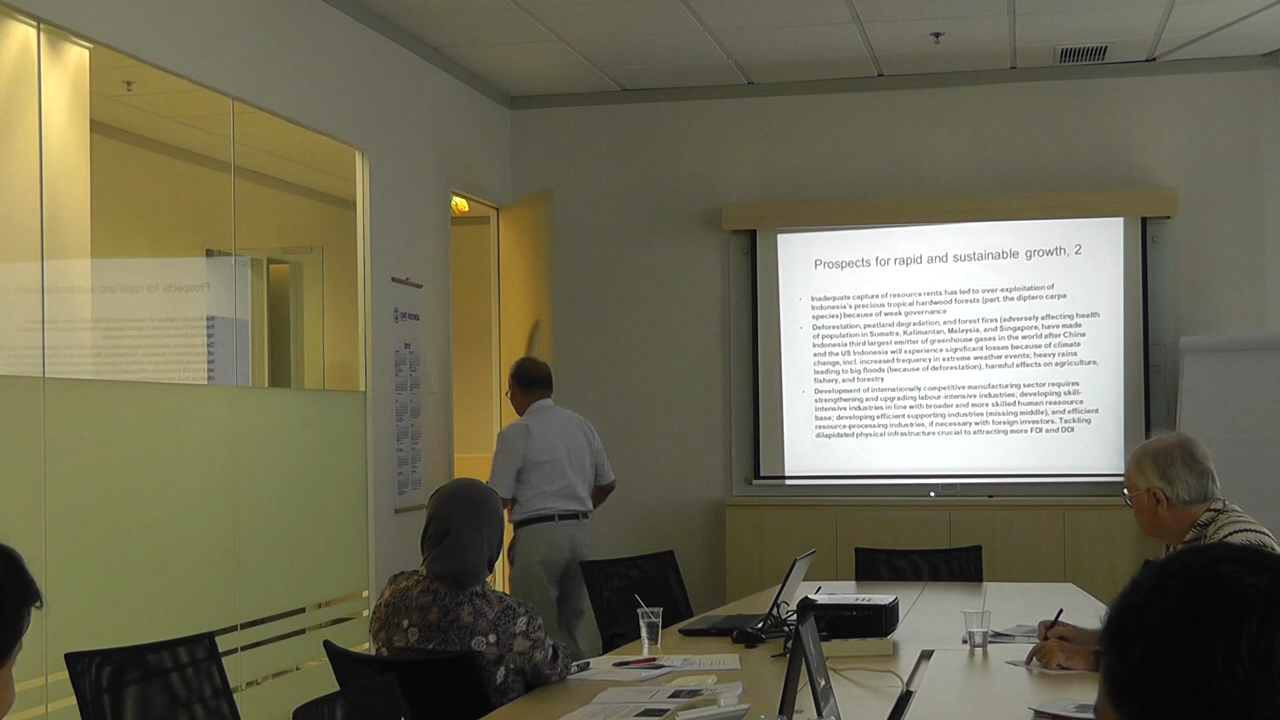 Prospects for rapid and sustainable growth, 2
• Inadequate capture of resource rents has led to over-exploitation of
Indonesia's precious tropical hardwood forests (part. the diptero carpa
species) because of weak governance
• Deforestation, peatland degradation, and forest fires (adversely affecting health
of population in Sumatra, Kalimantan, Malaysia, and Singapore, have made
Indonesia third largest emitter of greenhouse gases in the world after China
and the US Indonesia will experience significant losses because of climate
change, incl. increased frequency in extreme weather events; heavy rains
leading to big floods (because of deforestation); harmful effects on agriculture,
fishery, and forestry
• Development of internationally competitive manufacturing sector requires
strengthening and upgrading labour-intensive industries; developing skill-
intensive industries in line with broader and more skilled human reasource
base; developing efficient supporting industries (missing middle), and efficient
resource-processing industries, if necessary with foreign investors. Tackling
dilapidated physical infrastructure crucial to attracting more FDI and DDI